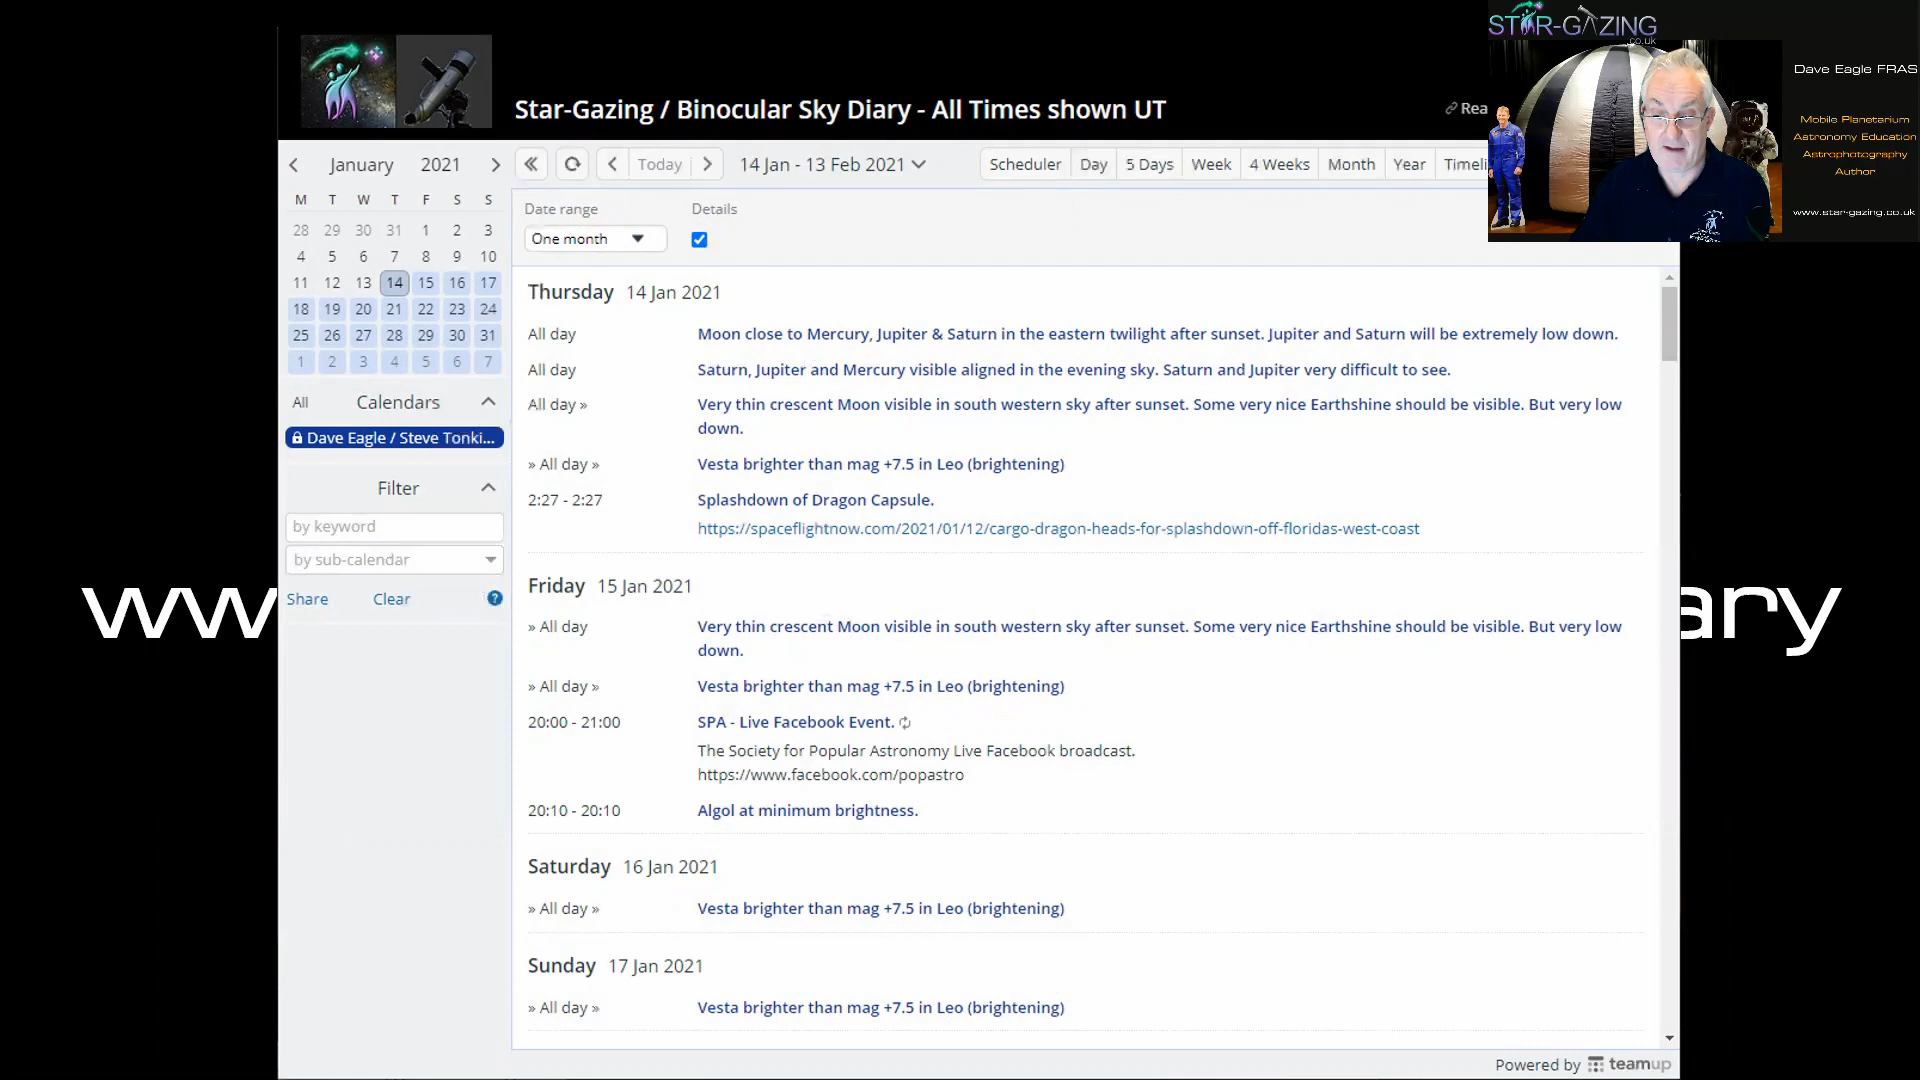 STAR-GAZING
.co.uk
Dave Eagle FRAS
Mobile Planetarium
Astronomy Education
Astrophotography
Author
www.star-gazing.co.uk
Star-Gazing / Binocular Sky Diary - All Times shown UT
Rea
January 2021
Today
14 Jan - 13 Feb 2021
Scheduler Day 5 Days Week 4 Weeks Month Year Timeli
M T W T F S S
28 29 30 31 1 2 3
4 5 6 7 8 9 10
11 12 13 14 15 16 17
18 19 20 21 22 23 24
25 26 27 28 29 30 31
1 2 3 4 5 6 7
All Calendars
Dave Eagle / Steve Tonki...
Filter
by keyword
by sub-calendar
Share Clear ?
Date range Details
One month
Thursday 14 Jan 2021
All day Moon close to Mercury, Jupiter & Saturn in the eastern twilight after sunset. Jupiter and Saturn will be extremely low down.
All day Saturn, Jupiter and Mercury visible aligned in the evening sky. Saturn and Jupiter very difficult to see.
All day » Very thin crescent Moon visible in south western sky after sunset. Some very nice Earthshine should be visible. But very low
down.
» All day » Vesta brighter than mag +7.5 in Leo (brightening)
2:27 - 2:27 Splashdown of Dragon Capsule.
https://spaceflightnow.com/2021/01/12/cargo-dragon-heads-for-splashdown-off-floridas-west-coast
Friday 15 Jan 2021
» All day Very thin crescent Moon visible in south western sky after sunset. Some very nice Earthshine should be visible. But very low
down.
» All day » Vesta brighter than mag +7.5 in Leo (brightening)
20:00 - 21:00 SPA - Live Facebook Event.
The Society for Popular Astronomy Live Facebook broadcast.
https://www.facebook.com/popastro
20:10 - 20:10 Algol at minimum brightness.
Saturday 16 Jan 2021
» All day » Vesta brighter than mag +7.5 in Leo (brightening)
Sunday 17 Jan 2021
» All day » Vesta brighter than mag +7.5 in Leo (brightening)
Powered by teamup
ww
ary